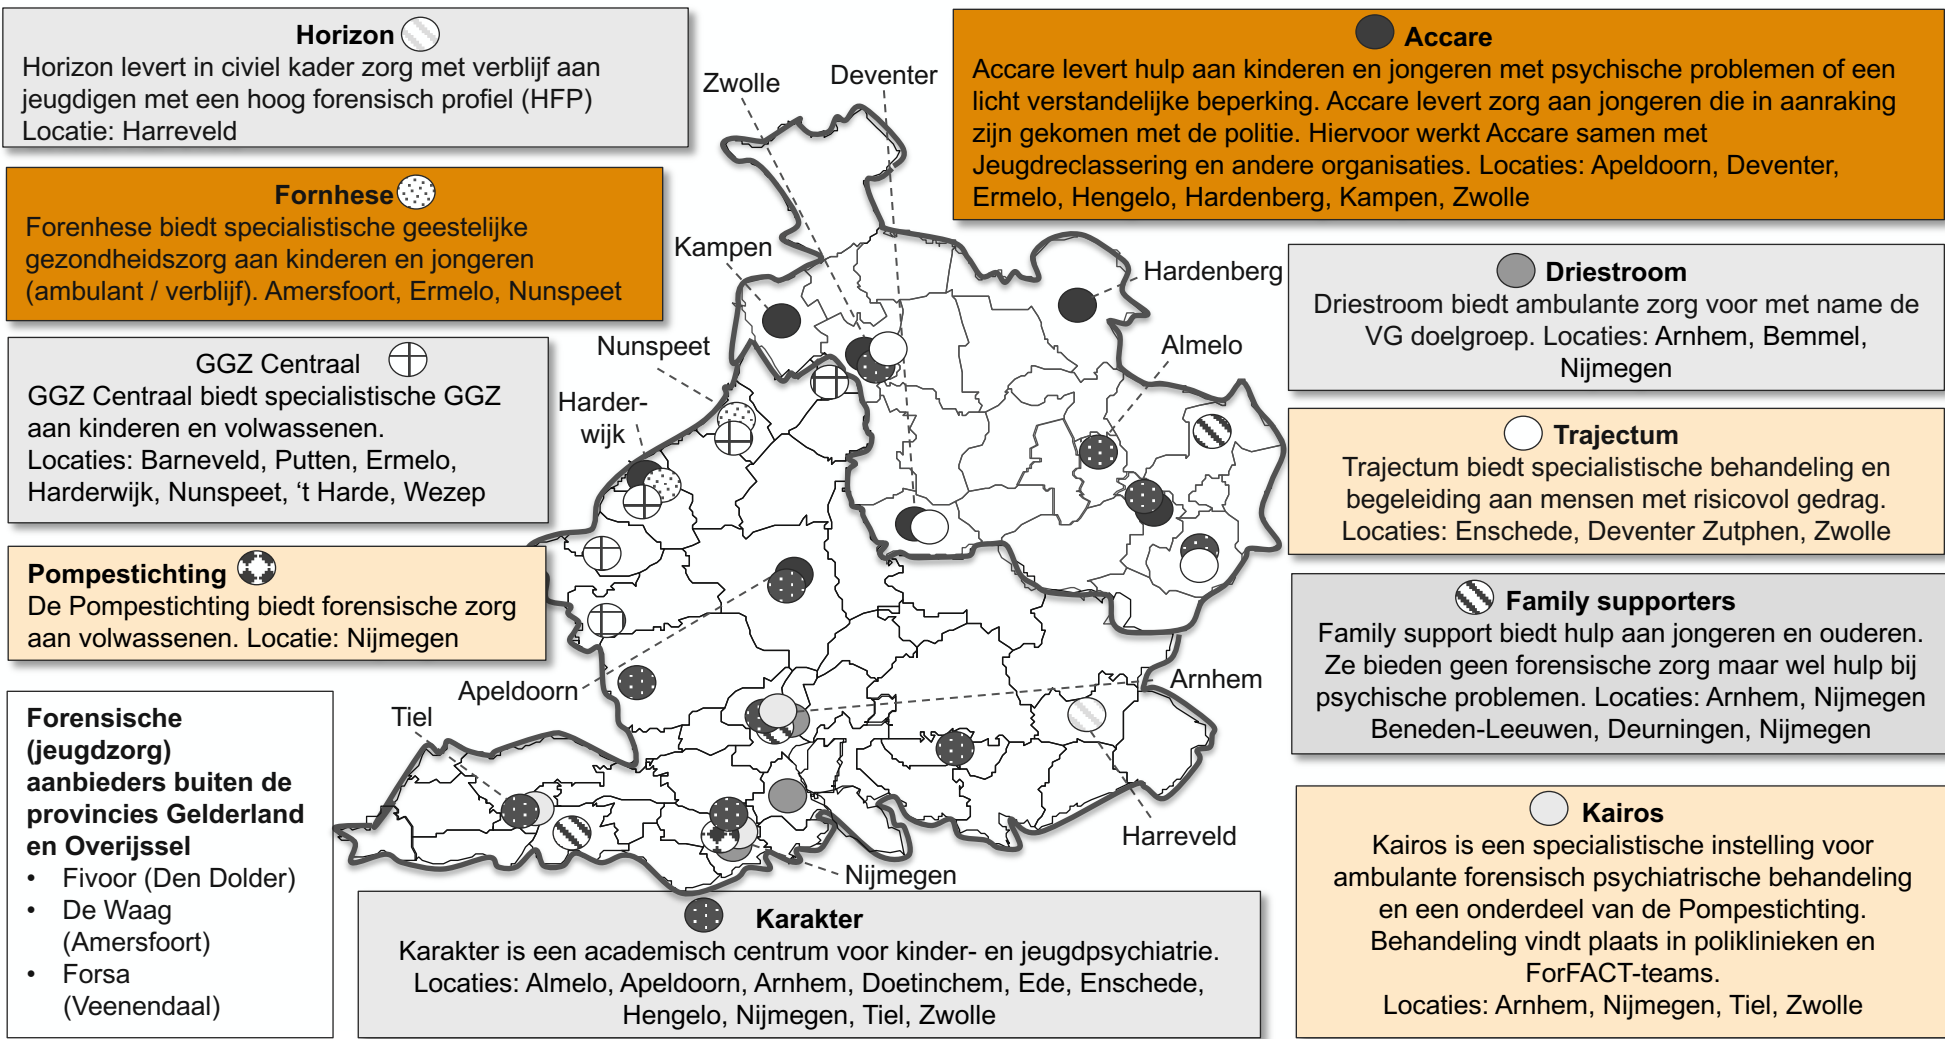 Horizon
Horizon levert in civiel kader zorg met verblijf aan
jeugdigen met een hoog forensisch profiel (HFP)
Locatie: Harreveld
Fornhese
Forenhese biedt specialistische geestelijke
gezondheidszorg aan kinderen en jongeren
(ambulant / verblijf). Amersfoort, Ermelo, Nunspeet
GGZ Centraal
GGZ Centraal biedt specialistische GGZ
aan kinderen en volwassenen.
Locaties: Barneveld, Putten, Ermelo,
Harderwijk, Nunspeet, ‘t Harde, Wezep
Pompestichting
De Pompestichting biedt forensische zorg
aan volwassenen. Locatie: Nijmegen
Forensische
(jeugdzorg)
aanbieders buiten de
provincies Gelderland
en Overijssel
• Fivoor (Den Dolder)
• De Waag
(Amersfoort)
• Forsa
(Veenendaal)
Zwolle
Deventer
Kampen
Hardenberg
Nunspeet
Almelo
Harder-
wijk
Apeldoorn
Arnhem
Tiel
Harreveld
Nijmegen
Karakter
Karakter is een academisch centrum voor kinder- en jeugdpsychiatrie.
Locaties: Almelo, Apeldoorn, Arnhem, Doetinchem, Ede, Enschede,
Hengelo, Nijmegen, Tiel, Zwolle
Accare
Accare levert hulp aan kinderen en jongeren met psychische problemen of een
licht verstandelijke beperking. Accare levert zorg aan jongeren die in aanraking
zijn gekomen met de politie. Hiervoor werkt Accare samen met
Jeugdreclassering en andere organisaties. Locaties: Apeldoorn, Deventer,
Ermelo, Hengelo, Hardenberg, Kampen, Zwolle
Driestroom
Driestroom biedt ambulante zorg voor met name de
VG doelgroep. Locaties: Arnhem, Bemmel,
Nijmegen
Trajectum
Trajectum biedt specialistische behandeling en
begeleiding aan mensen met risicovol gedrag.
Locaties: Enschede, Deventer Zutphen, Zwolle
Family supporters
Family support biedt hulp aan jongeren en ouderen.
Ze bieden geen forensische zorg maar wel hulp bij
psychische problemen. Locaties: Arnhem, Nijmegen
Beneden-Leeuwen, Deurningen, Nijmegen
Kairos
Kairos is een specialistische instelling voor
ambulante forensisch psychiatrische behandeling
en een onderdeel van de Pompestichting.
Behandeling vindt plaats in poliklinieken en
ForFACT-teams.
Locaties: Arnhem, Nijmegen, Tiel, Zwolle